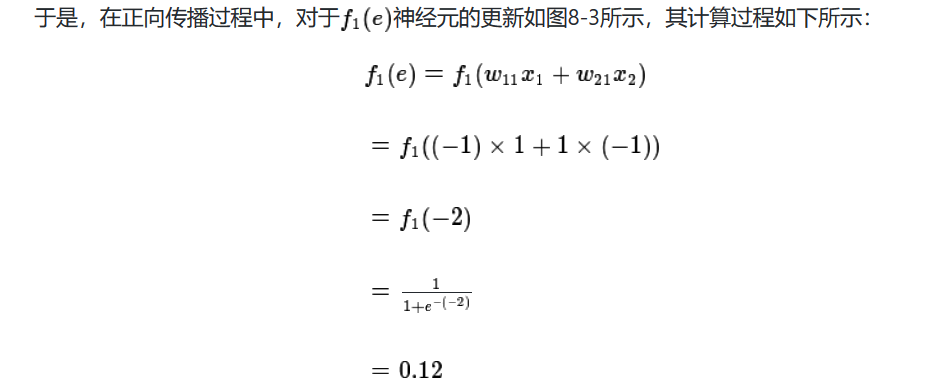 于是，在正向传播过程中，对于f₁(e)神经元的更新如图8-3所示，其计算过程如下所示：
f₁(e) = f₁(w₁₁x₁ + w₂₁x₂)
= f₁((−1) × 1 + 1 × (−1))
= f₁(−2)
= 1/(1+e^{−(−2)})
= 0.12